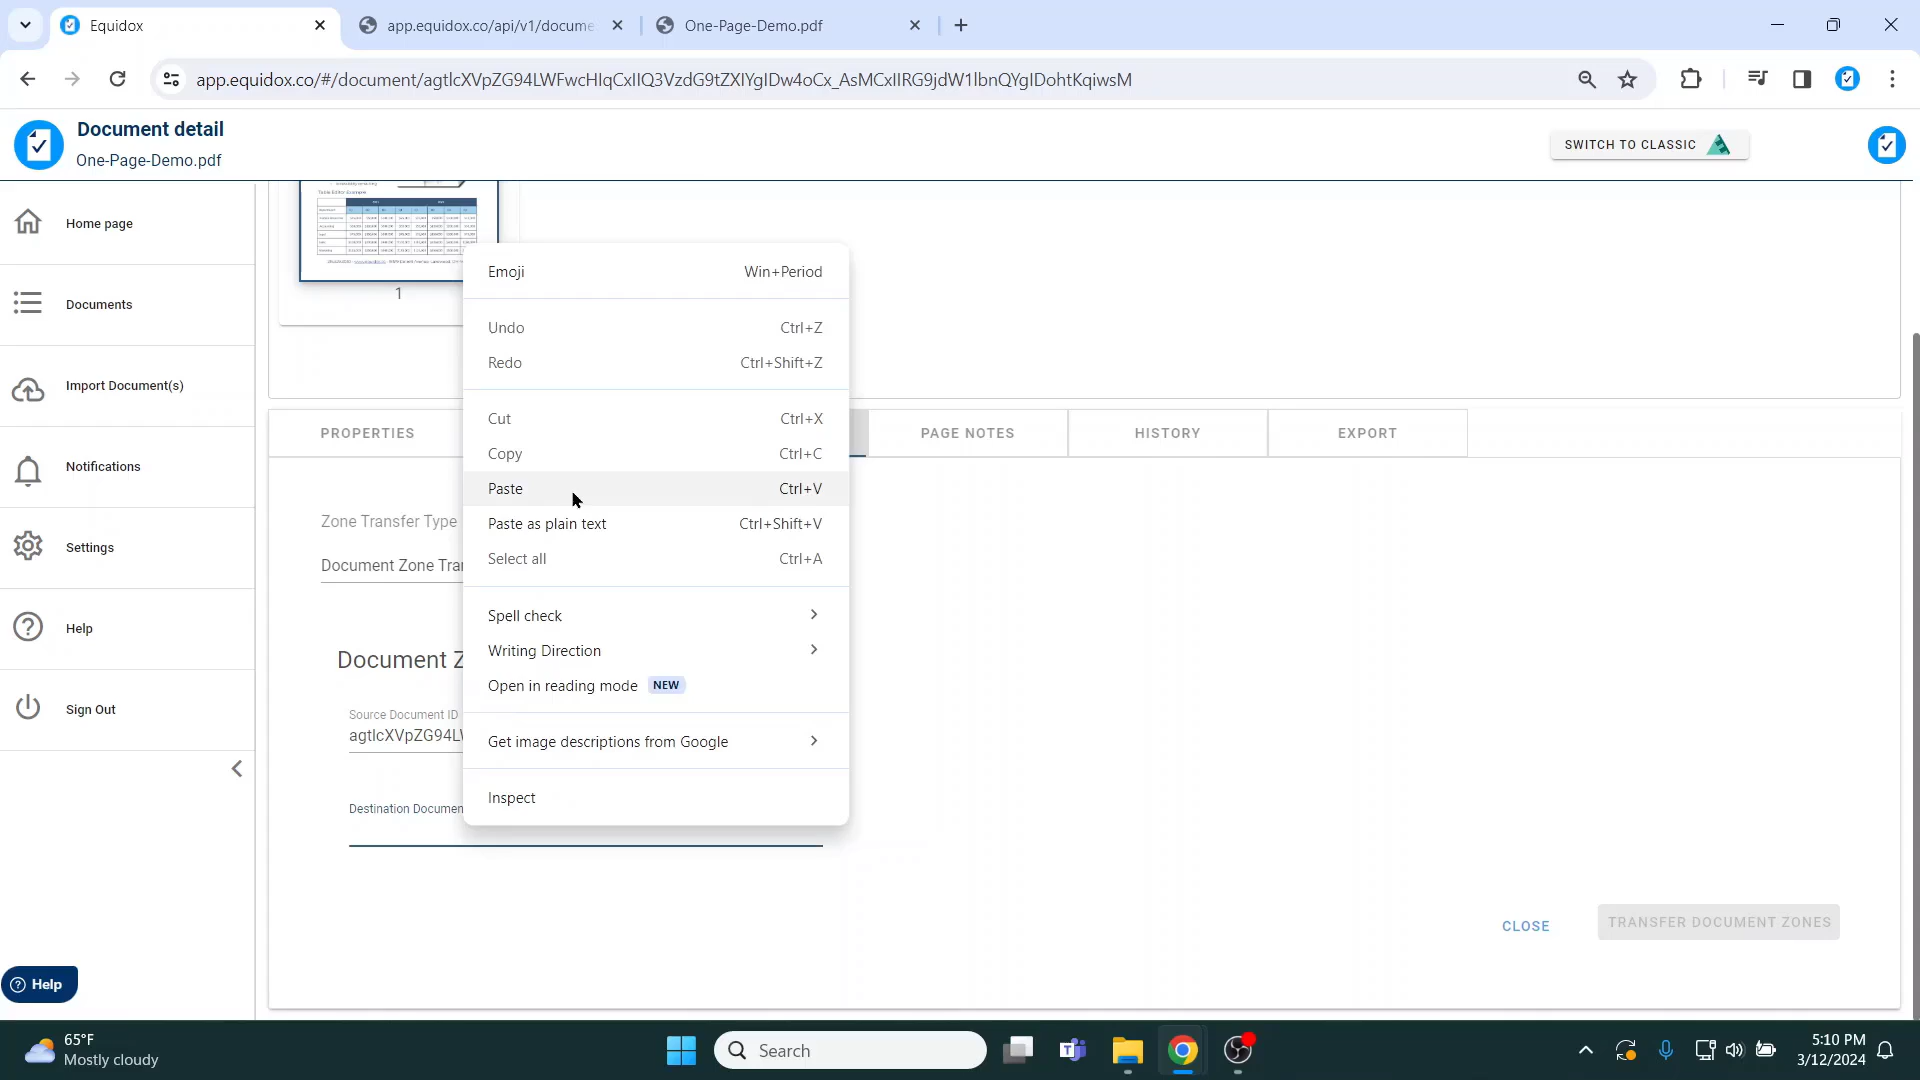 Equidox
app.equidox.co/api/v1/docume
One-Page-Demo.pdf
app.equidox.co/#/document/agtlcXVpZG94LWFwcHIqCxIIQ3VzdG9tZXIYgIDw4oCx_AsMCxIIRG9jdW1lbnQYgIDohtKqiwsM
Document detail
One-Page-Demo.pdf
SWITCH TO CLASSIC
Home page
Documents
Import Document(s)
Notifications
Settings
Help
Sign Out
Help
Table Editor Example
1
Emoji Win+Period
Undo Ctrl+Z
Redo Ctrl+Shift+Z
Cut Ctrl+X
Copy Ctrl+C
Paste Ctrl+V
Paste as plain text Ctrl+Shift+V
Select all Ctrl+A
Spell check
Writing Direction
Open in reading mode NEW
Get image descriptions from Google
Inspect
PROPERTIES
PAGE NOTES
HISTORY
EXPORT
Zone Transfer Type
Document Zone Tra
Document
Source Document ID
agtlcXVpZG94L
Destination Documen
CLOSE
TRANSFER DOCUMENT ZONES
65°F
Mostly cloudy
Search
5:10 PM
3/12/2024